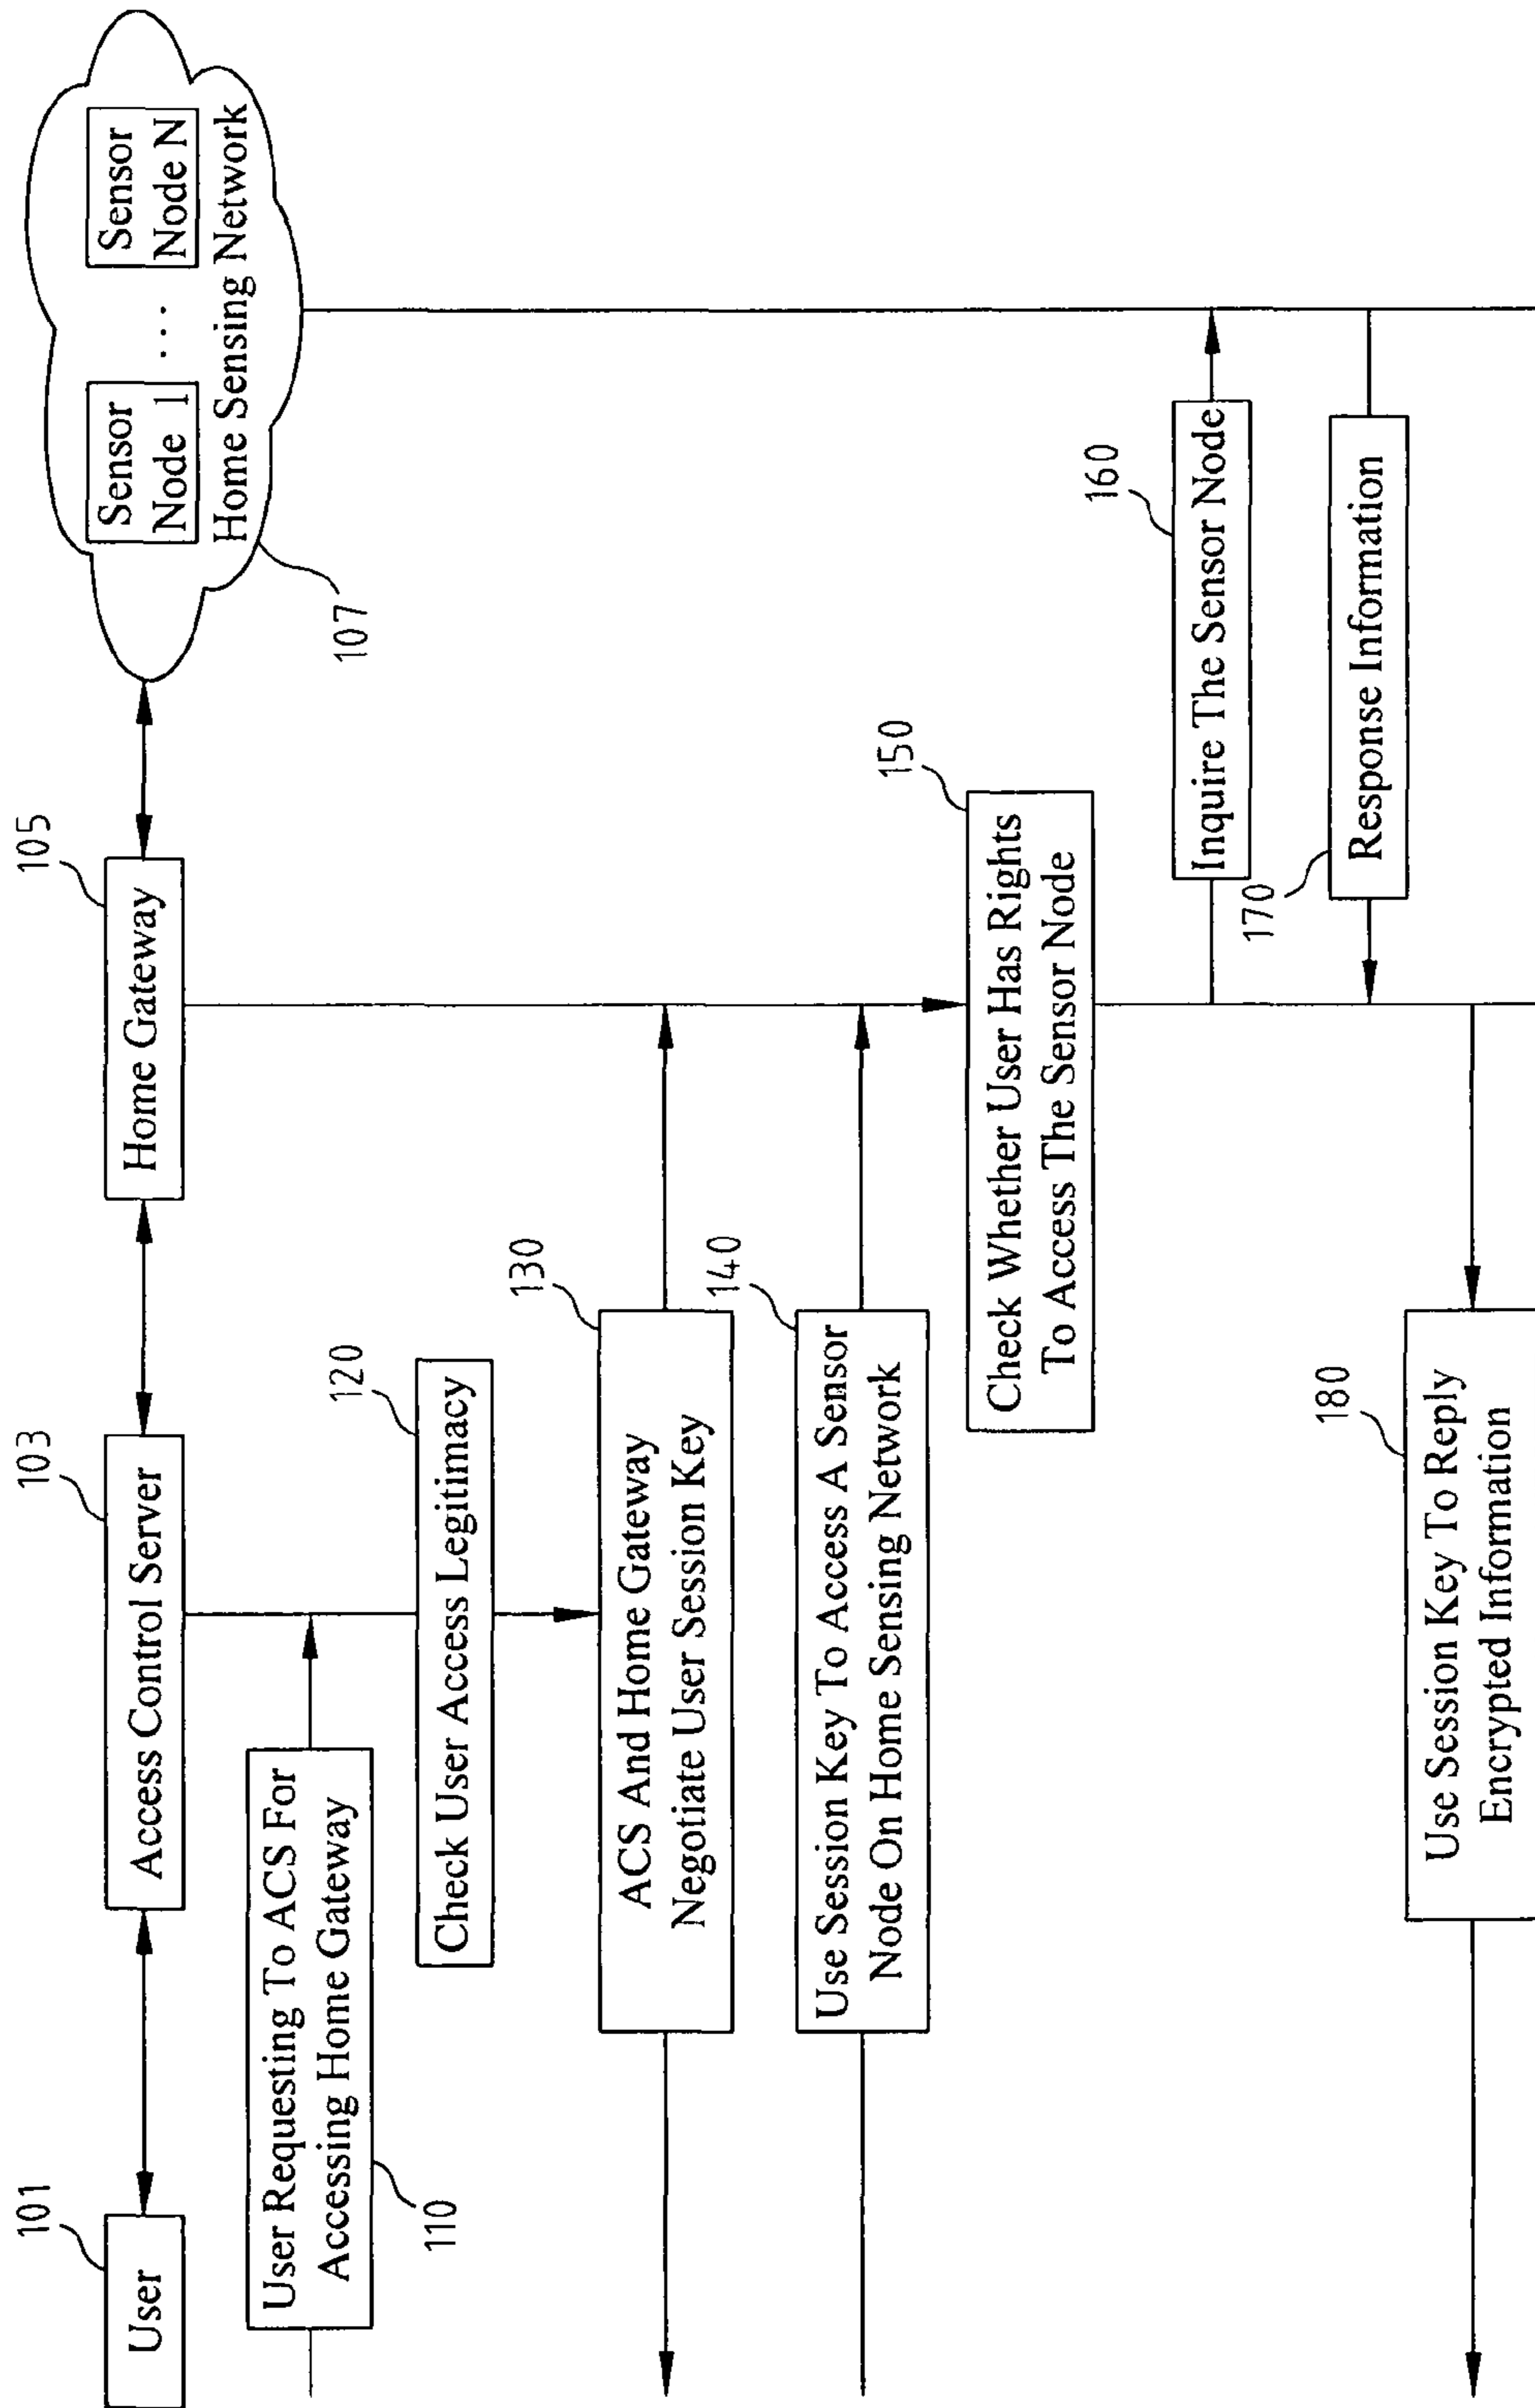 101
User
103
Access Control Server
105
Home Gateway
107
Sensor
Node 1
...
Sensor
Node N
Home Sensing Network
110
User Requesting To ACS For
Accessing Home Gateway
120
Check User Access Legitimacy
130
ACS And Home Gateway
Negotiate User Session Key
140
Use Session Key To Access A Sensor
Node On Home Sensing Network
150
Check Whether User Has Rights
To Access The Sensor Node
160
Inquire The Sensor Node
170
Response Information
180
Use Session Key To Reply
Encrypted Information